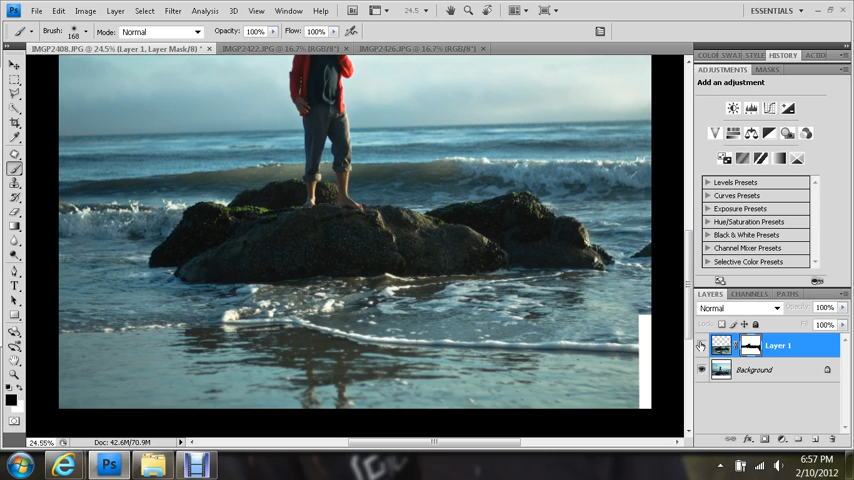 Ps File Edit Image Layer Select Filter Analysis 3D View Window Help Br 24.5 ESSENTIALS
Brush: 168 Mode: Normal Opacity: 100% Flow: 100%
IMGP2408.JPG @ 24.5% (Layer 1, Layer Mask/8) * IMGP2422.JPG @ 16.7% (RGB/8*) IMGP2426.JPG @ 16.7% (RGB/8*)
COLOR SWAT STYLE HISTORY ACTIO
ADJUSTMENTS MASKS
Add an adjustment
Levels Presets
Curves Presets
Exposure Presets
Hue/Saturation Presets
Black & White Presets
Channel Mixer Presets
Selective Color Presets
LAYERS CHANNELS PATHS
Normal Opacity: 100%
Lock: Fill: 100%
Layer 1
Background
24.55% Doc: 42.6M/70.9M
Ps
6:57 PM
2/10/2012